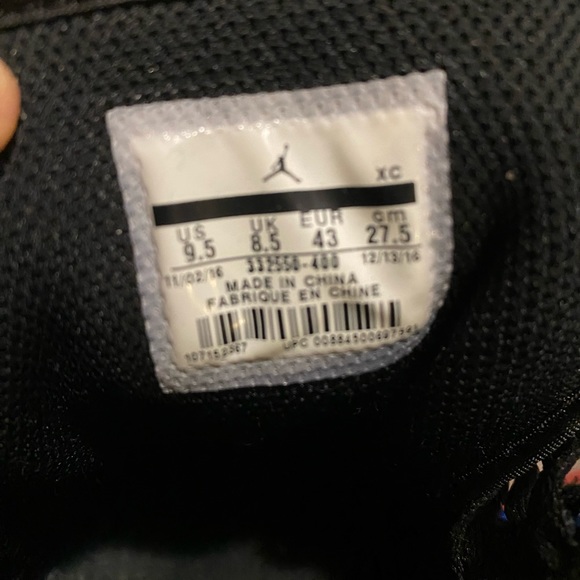 XC
US UK EUR cm
9.5 8.5 43 27.5
11/02/16 332550-400 12/13/16
MADE IN CHINA
FABRIQUE EN CHINE
UPC